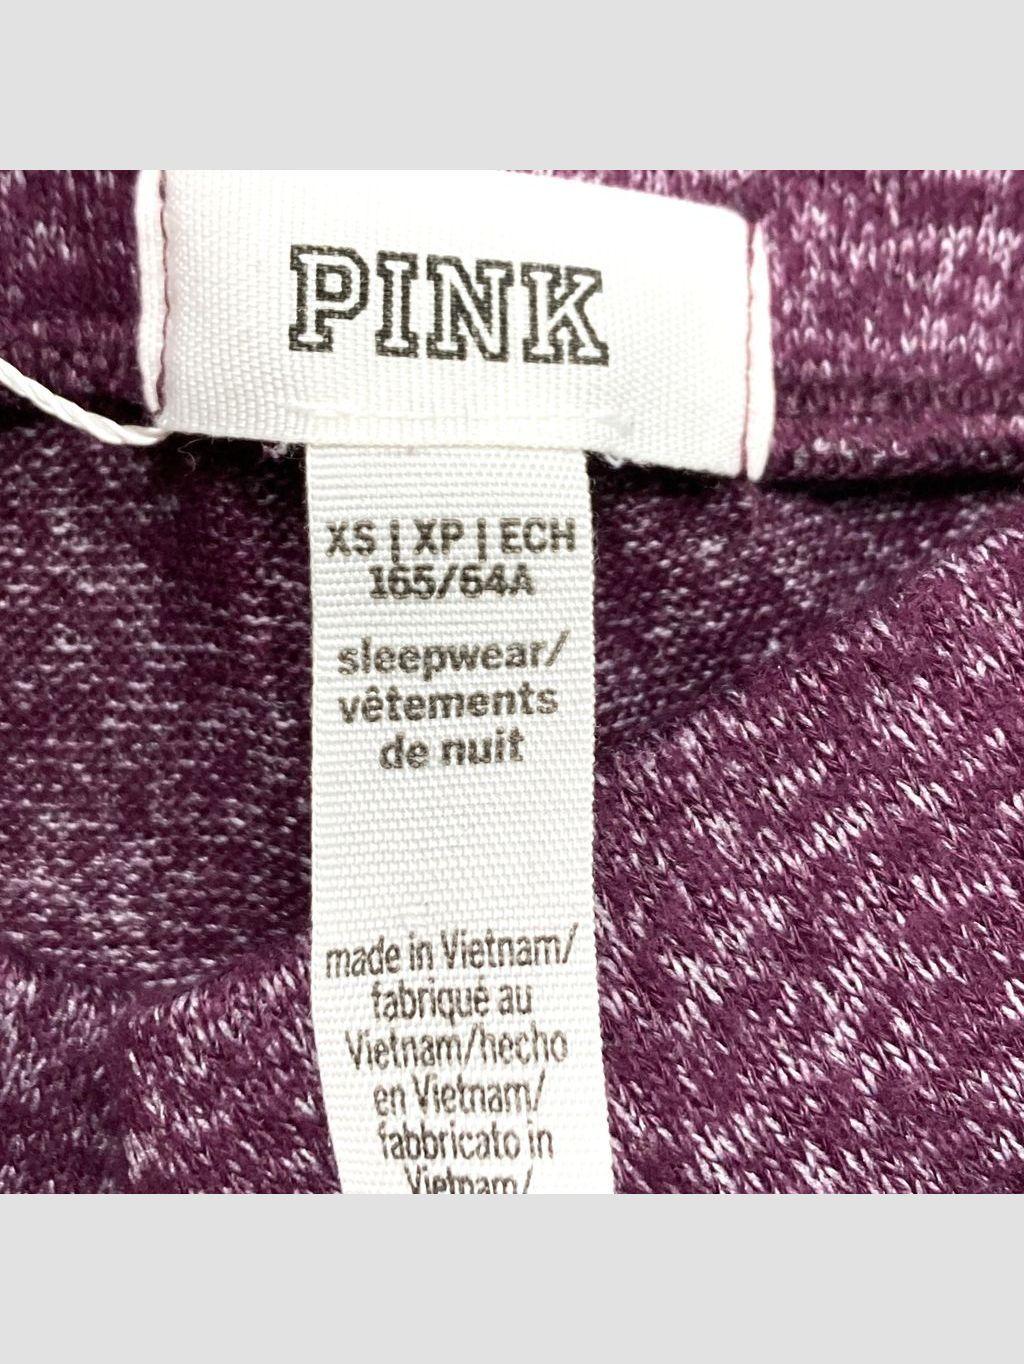 PINK
XS | XP | ECH
165/64A
sleepwear/
vêtements
de nuit
made in Vietnam/
fabriqué au
Vietnam/hecho
en Vietnam/
fabbricato in
Vietnam/